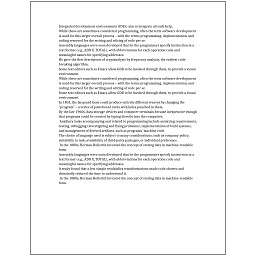 Integrated development environments (IDEs) aim to integrate all such help.
While these are sometimes considered programming, often the term software development
is used for this larger overall process – with the terms programming, implementation, and
coding reserved for the writing and editing of code per se.
Assembly languages were soon developed that let the programmer specify instruction in a
text format (e.g., ADD X, TOTAL), with abbreviations for each operation code and
meaningful names for specifying addresses.
He gave the first description of cryptanalysis by frequency analysis, the earliest code-
breaking algorithm.
Some text editors such as Emacs allow GDB to be invoked through them, to provide a visual
environment.
While these are sometimes considered programming, often the term software development
is used for this larger overall process – with the terms programming, implementation, and
coding reserved for the writing and editing of code per se.
Some text editors such as Emacs allow GDB to be invoked through them, to provide a visual
environment.
In 1801, the Jacquard loom could produce entirely different weaves by changing the
"program" – a series of pasteboard cards with holes punched in them.
By the late 1960s, data storage devices and computer terminals became inexpensive enough
that programs could be created by typing directly into the computers.
Auxiliary tasks accompanying and related to programming include analyzing requirements,
testing, debugging (investigating and fixing problems), implementation of build systems,
and management of derived artifacts, such as programs' machine code.
The choice of language used is subject to many considerations, such as company policy,
suitability to task, availability of third-party packages, or individual preference.
In the 1880s, Herman Hollerith invented the concept of storing data in machine-readable
form.
Assembly languages were soon developed that let the programmer specify instruction in a
text format (e.g., ADD X, TOTAL), with abbreviations for each operation code and
meaningful names for specifying addresses.
A study found that a few simple readability transformations made code shorter and
drastically reduced the time to understand it.
In the 1880s, Herman Hollerith invented the concept of storing data in machine-readable
form.